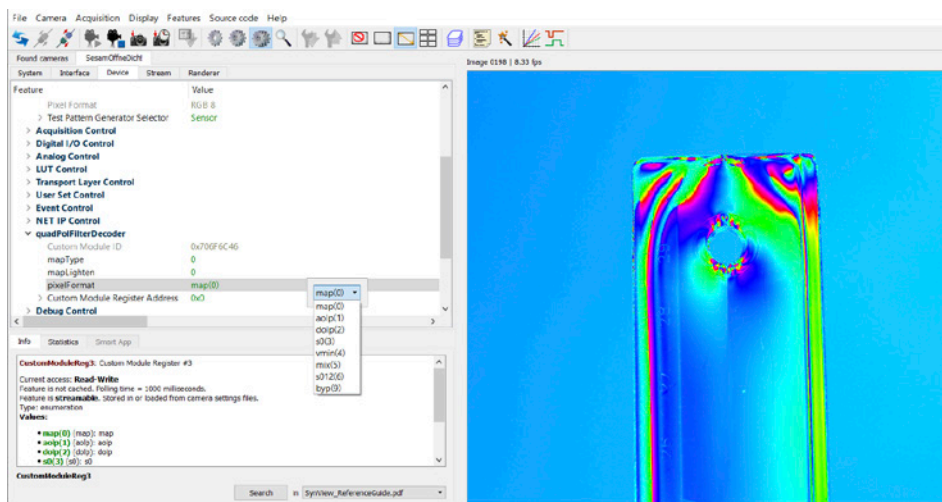 File Camera Acquisition Display Features Source code Help
Found cameras SesamOffneDicht
Image 0198 | 8.33 fps
System Interface Device Stream Renderer
Feature Value
Pixel Format RGB 8
Test Pattern Generator Selector Sensor
Acquisition Control
Digital I/O Control
Analog Control
LUT Control
Transport Layer Control
User Set Control
Event Control
NET IP Control
quadPolFilterDecoder
Custom Module ID 0x706F6C46
mapType 0
mapLighten 0
pixelFormat map(0)
Custom Module Register Address 0x0
Debug Control
map(0)
map(0)
aolp(1)
dolp(2)
s0(3)
vmin(4)
mix(5)
s012(6)
byp(9)
Info Statistics Smart App
CustomModuleReg3: Custom Module Register #3
Current access: Read-Write
Feature is not cached. Polling time = 1000 milliseconds.
Feature is streamable. Stored in or loaded from camera settings files.
Type: enumeration
Values:
• map(0) (map): map
• aolp(1) (aolp): aolp
• dolp(2) (dolp): dolp
• s0(3) (s0): s0
CustomModuleReg3
Search in SynView_ReferenceGuide.pdf